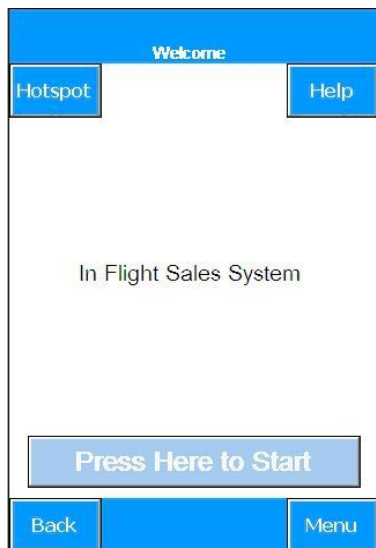 Welcome
Hotspot Help
In Flight Sales System
Press Here to Start
Back Menu